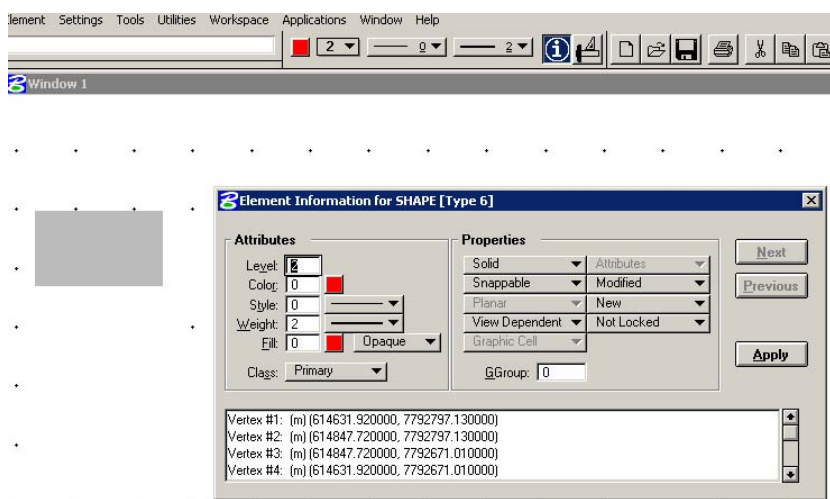 Element Settings Tools Utilities Workspace Applications Window Help
2 0 2
Window 1
Element Information for SHAPE [Type 6]
Attributes
Level: 2
Color: 0
Style: 0
Weight: 2
Fill: 0 Opaque
Class: Primary
Properties
Solid Attributes
Snappable Modified
Planar New
View Dependent Not Locked
Graphic Cell
GGroup: 0
Next
Previous
Apply
Vertex #1: (m) (614631.920000, 7792797.130000)
Vertex #2: (m) (614847.720000, 7792797.130000)
Vertex #3: (m) (614847.720000, 7792671.010000)
Vertex #4: (m) (614631.920000, 7792671.010000)